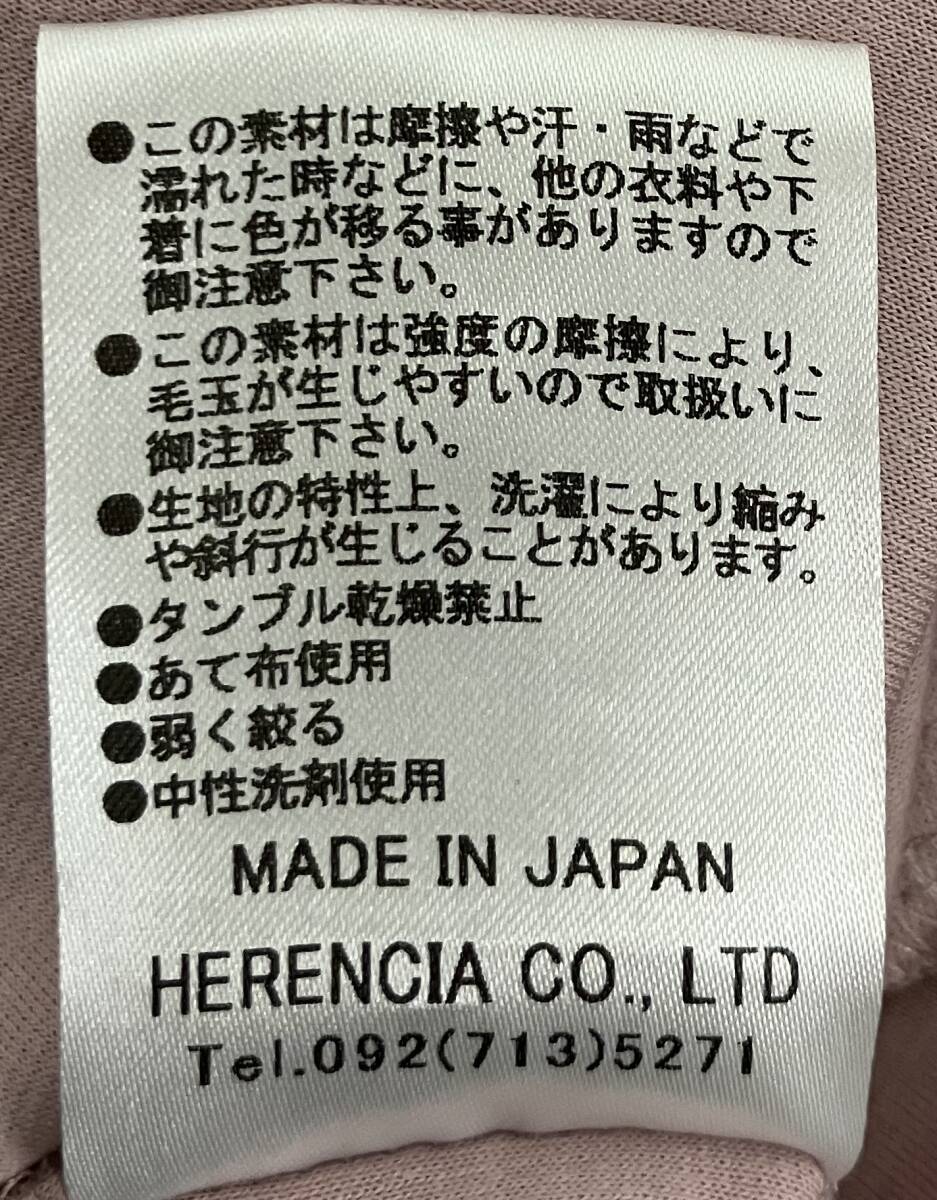 ●この素材は摩擦や汗・雨などで
濡れた時などに、他の衣料や下
着に色が移る事がありますので
御注意下さい。
●この素材は強度の摩擦により、
毛玉が生じやすいので取扱いに
御注意下さい。
●生地の特性上、洗濯により縮み
や斜行が生じることがあります。
●タンブル乾燥禁止
●あて布使用
●弱く絞る
●中性洗剤使用
MADE IN JAPAN
HERENCIA CO., LTD
Tel.092(713)5271